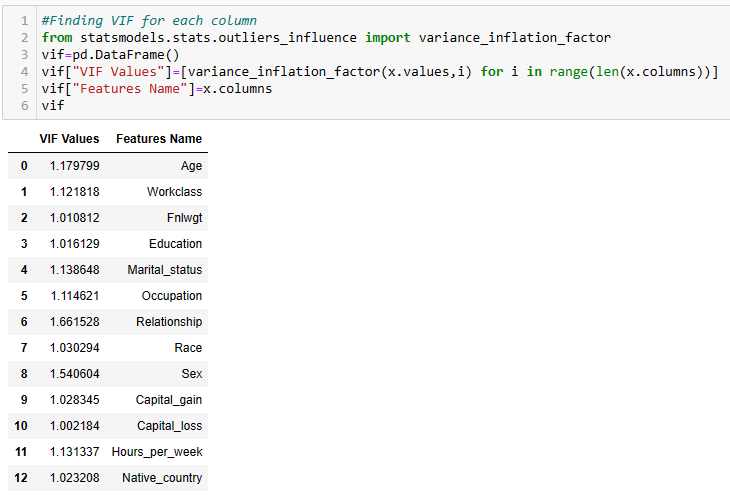 1 #Finding VIF for each column
2 from statsmodels.stats.outliers_influence import variance_inflation_factor
3 vif=pd.DataFrame()
4 vif["VIF Values"]=[variance_inflation_factor(x.values,i) for i in range(len(x.columns))]
5 vif["Features Name"]=x.columns
6 vif
VIF Values Features Name
0 1.179799 Age
1 1.121818 Workclass
2 1.010812 Fnlwgt
3 1.016129 Education
4 1.138648 Marital_status
5 1.114621 Occupation
6 1.661528 Relationship
7 1.030294 Race
8 1.540604 Sex
9 1.028345 Capital_gain
10 1.002184 Capital_loss
11 1.131337 Hours_per_week
12 1.023208 Native_country